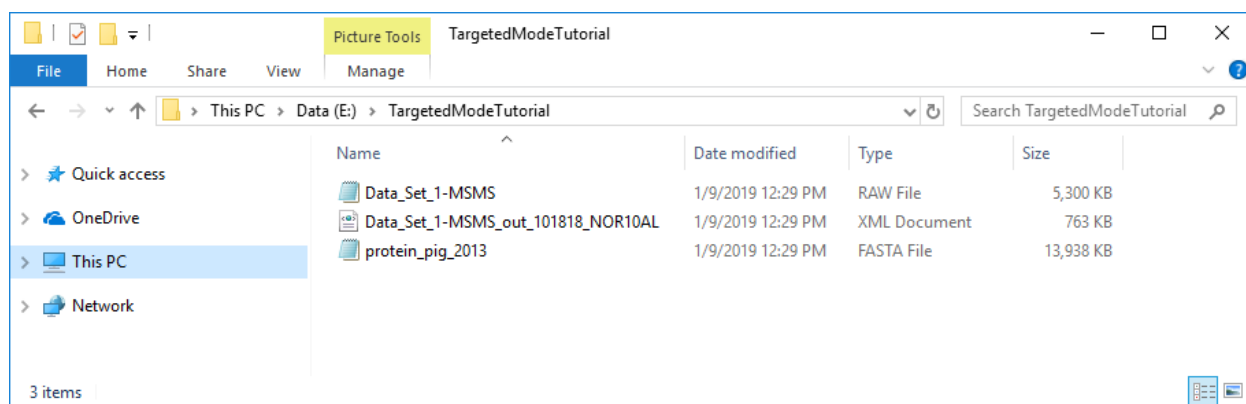 Picture Tools TargetedModeTutorial
File Home Share View Manage
This PC Data (E:) TargetedModeTutorial Search TargetedModeTutorial
Name Date modified Type Size
Quick access
OneDrive
This PC
Network
Data_Set_1-MSMS 1/9/2019 12:29 PM RAW File 5,300 KB
Data_Set_1-MSMS_out_101818_NOR10AL 1/9/2019 12:29 PM XML Document 763 KB
protein_pig_2013 1/9/2019 12:29 PM FASTA File 13,938 KB
3 items